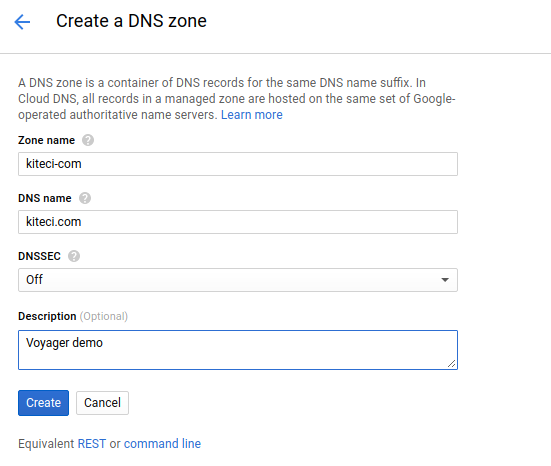 Create a DNS zone
A DNS zone is a container of DNS records for the same DNS name suffix. In
Cloud DNS, all records in a managed zone are hosted on the same set of Google-
operated authoritative name servers. Learn more
Zone name ?
kiteci-com
DNS name ?
kiteci.com
DNSSEC ?
Off
Description (Optional)
Voyager demo
Create Cancel
Equivalent REST or command line